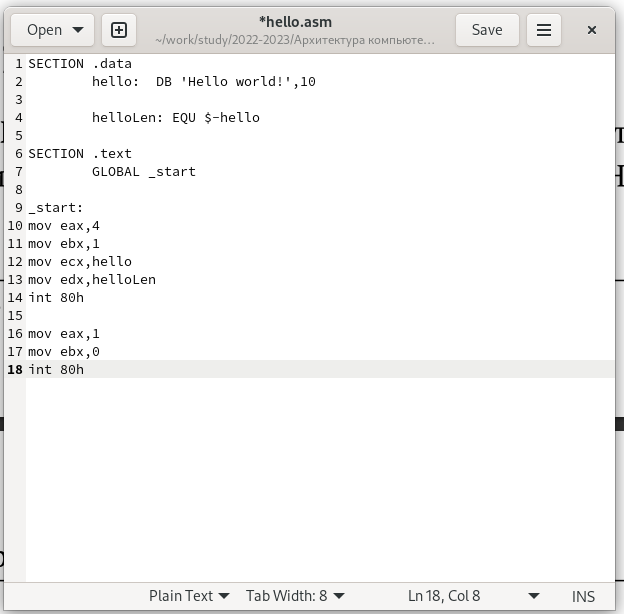 Open
*hello.asm
~/work/study/2022-2023/Архитектура компьюте...
Save
1 SECTION .data
2 hello: DB 'Hello world!',10
3
4 helloLen: EQU $-hello
5
6 SECTION .text
7 GLOBAL _start
8
9 _start:
10 mov eax,4
11 mov ebx,1
12 mov ecx,hello
13 mov edx,helloLen
14 int 80h
15
16 mov eax,1
17 mov ebx,0
18 int 80h
Plain Text Tab Width: 8 Ln 18, Col 8 INS